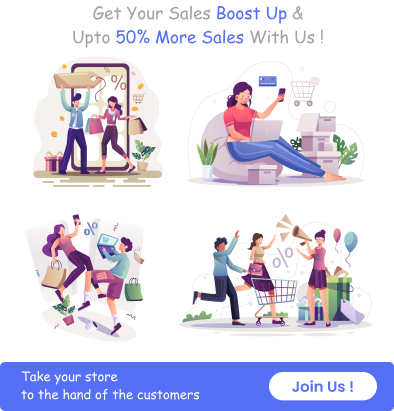 Get Your Sales Boost Up &
Upto 50% More Sales With Us !
%
%
%
Take your store
to the hand of the customers
Join Us !